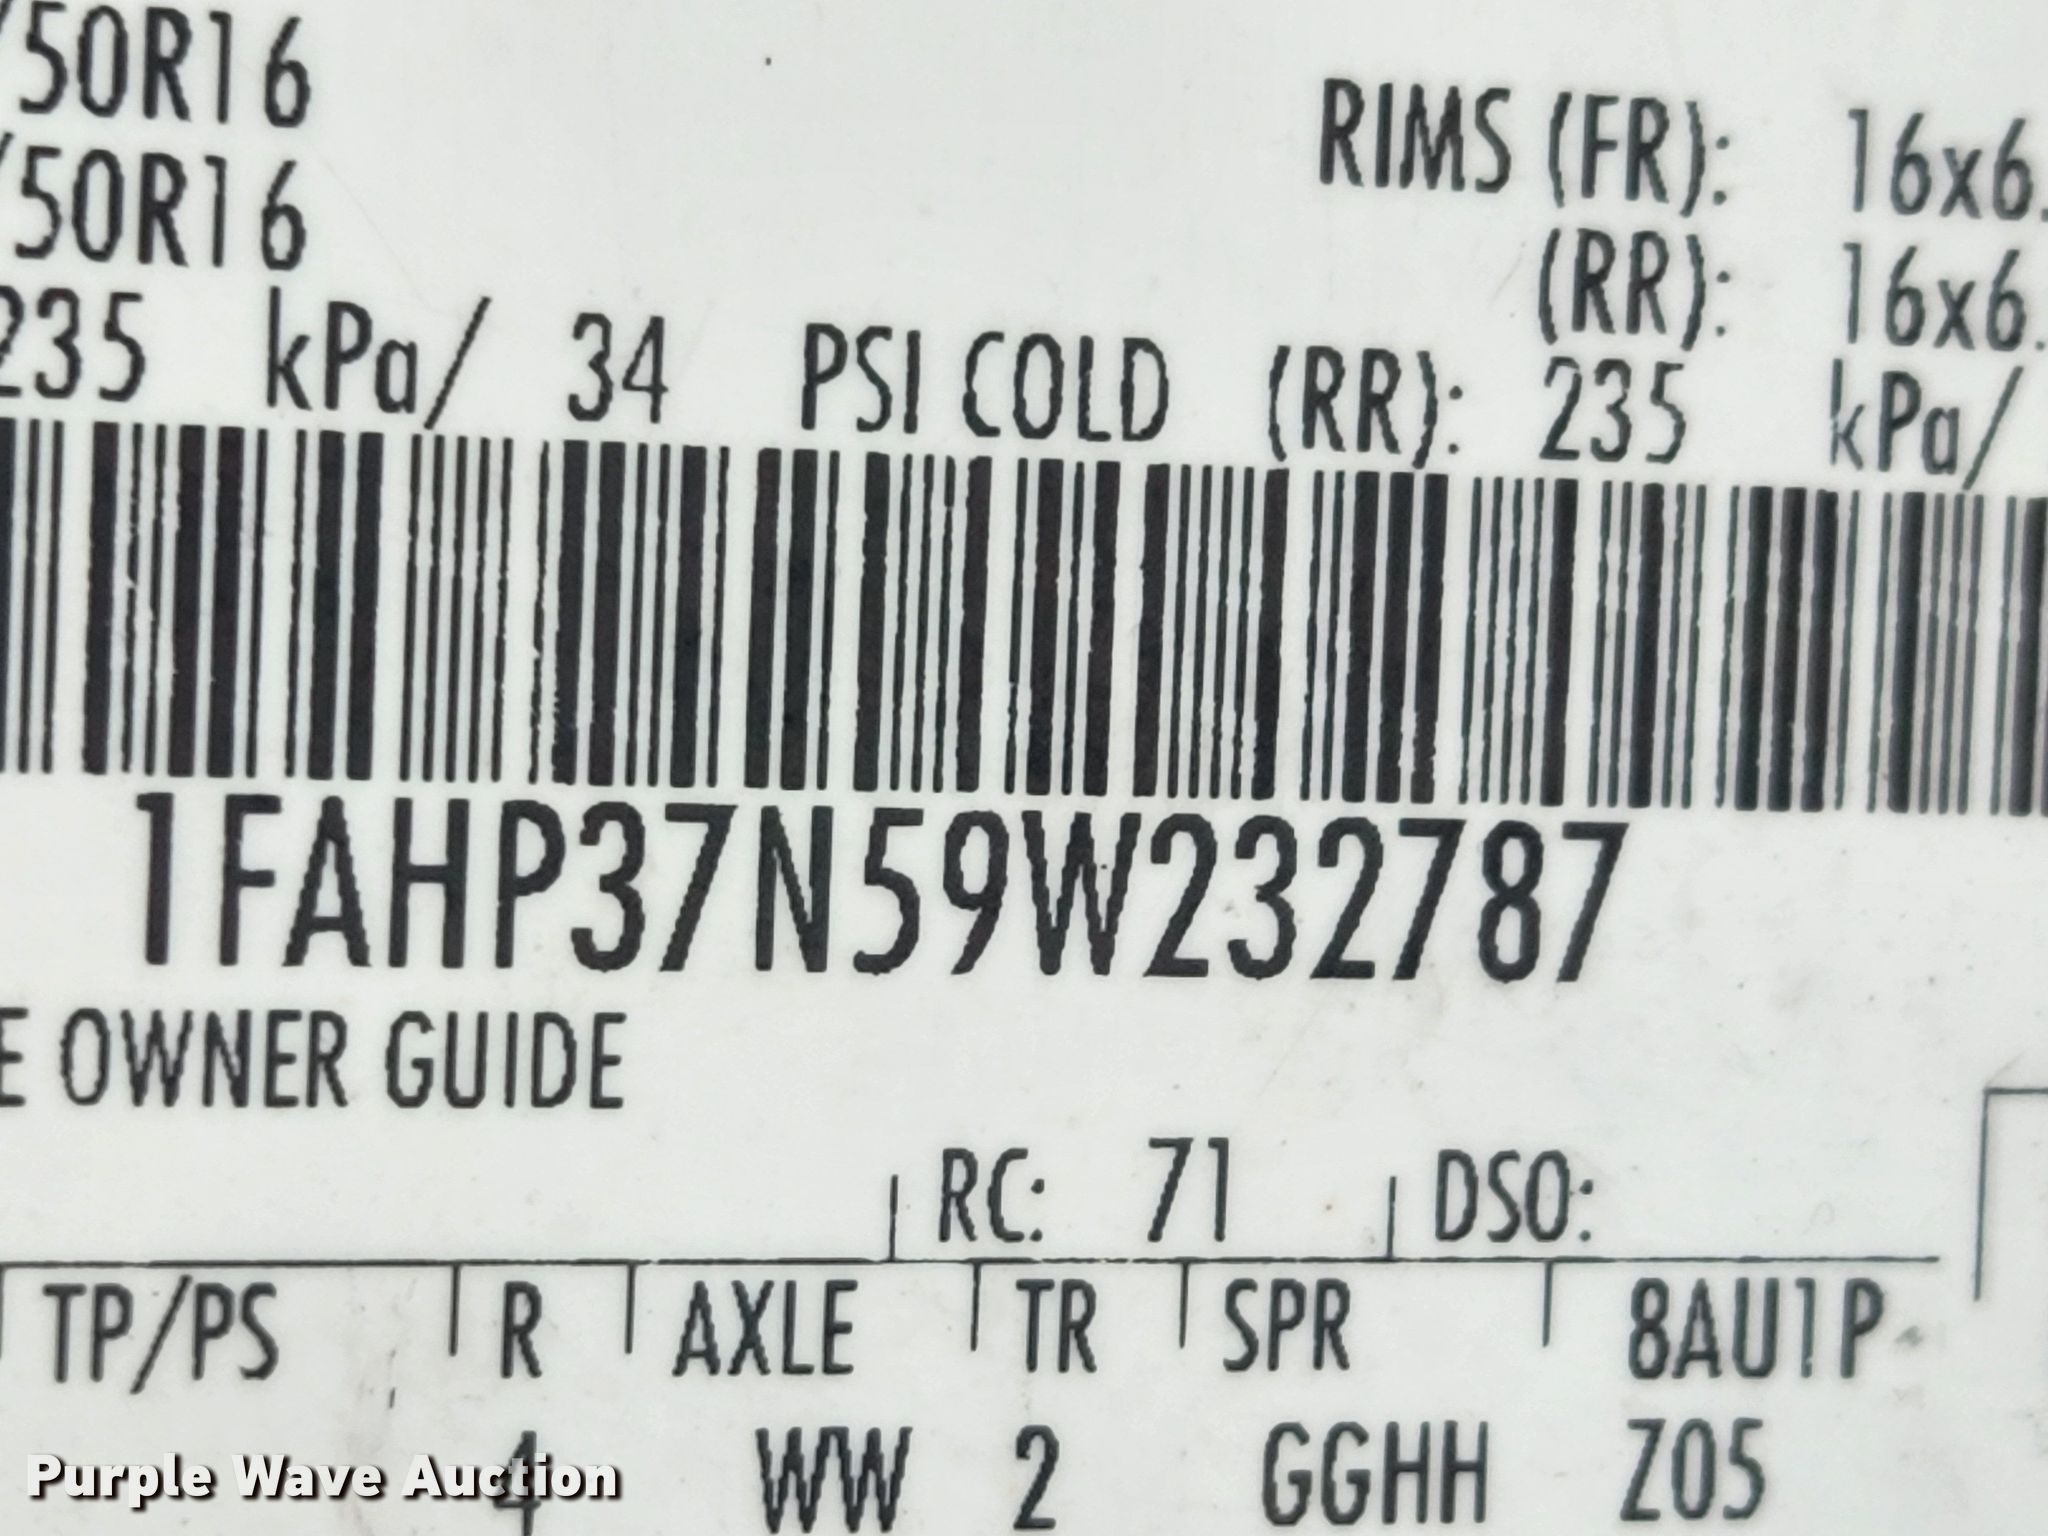 /50R16
RIMS (FR): 16x6.
/50R16
(RR): 16x6.
235 kPa/ 34 PSI COLD (RR): 235 kPa/
1FAHP37N59W232787
E OWNER GUIDE
RC: 71 DSO:
TP/PS R AXLE TR SPR 8AU1P
4 WW 2 GGHH Z05
Purple Wave Auction